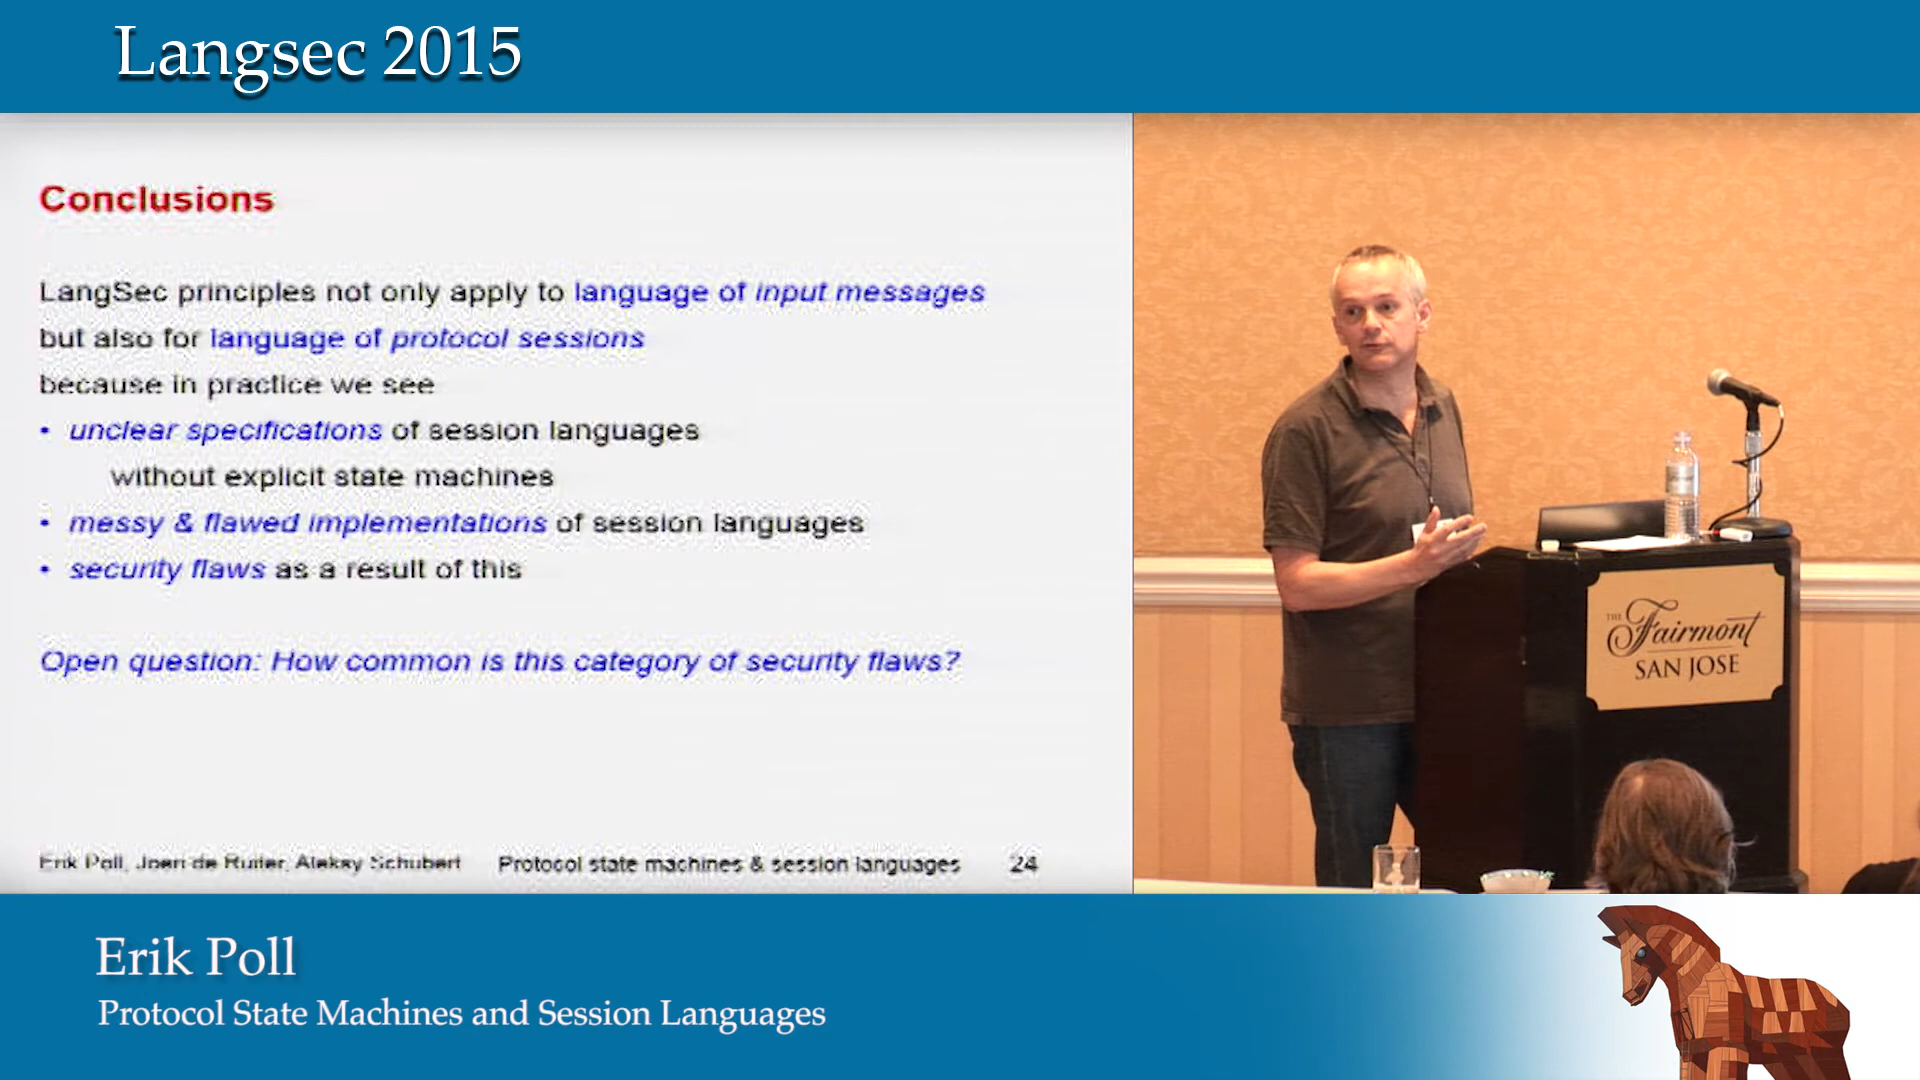 Langsec 2015
Conclusions
LangSec principles not only apply to language of input messages
but also for language of protocol sessions
because in practice we see
• unclear specifications of session languages
without explicit state machines
• messy & flawed implementations of session languages
• security flaws as a result of this
Open question: How common is this category of security flaws?
Erik Poll, Joeri de Ruiter, Aleksy Schubert Protocol state machines & session languages 24
THE Fairmont
SAN JOSE
Erik Poll
Protocol State Machines and Session Languages